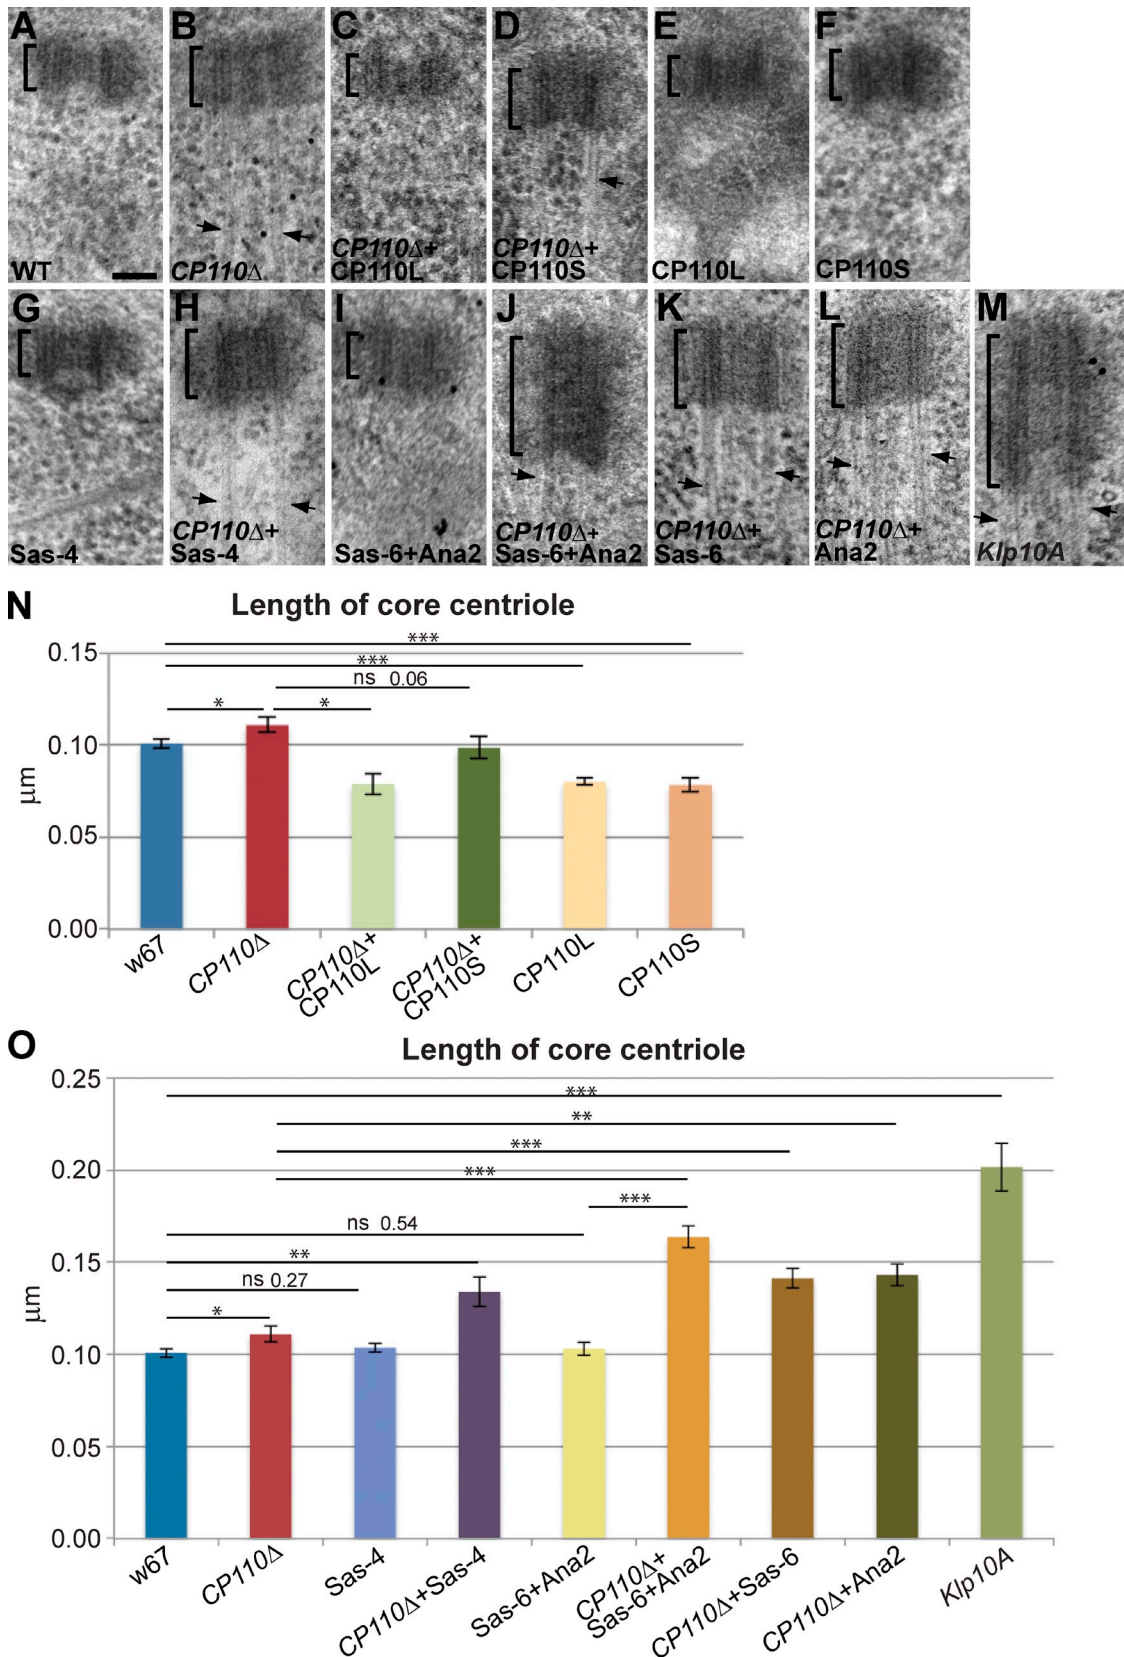 A B C D E F
WT
CP110Δ
CP110Δ+
CP110L
CP110Δ+
CP110S
CP110L
CP110S
G H I J K L M
Sas-4
CP110Δ+
Sas-4
Sas-6+Ana2
CP110Δ+
Sas-6+Ana2
CP110Δ+
Sas-6
CP110Δ+
Ana2
Klp10A
N
Length of core centriole
***
***
ns 0.06
* *
0.15
0.10
0.05
0.00
μm
w67
CP110Δ
CP110Δ+
CP110L
CP110Δ+
CP110S
CP110L
CP110S
O
Length of core centriole
***
**
***
***
***
ns 0.54
**
ns 0.27
*
0.25
0.20
0.15
0.10
0.05
0.00
μm
w67
CP110Δ
Sas-4
CP110Δ+Sas-4
Sas-6+Ana2
CP110Δ+
Sas-6+Ana2
CP110Δ+Sas-6
CP110Δ+Ana2
Klp10A